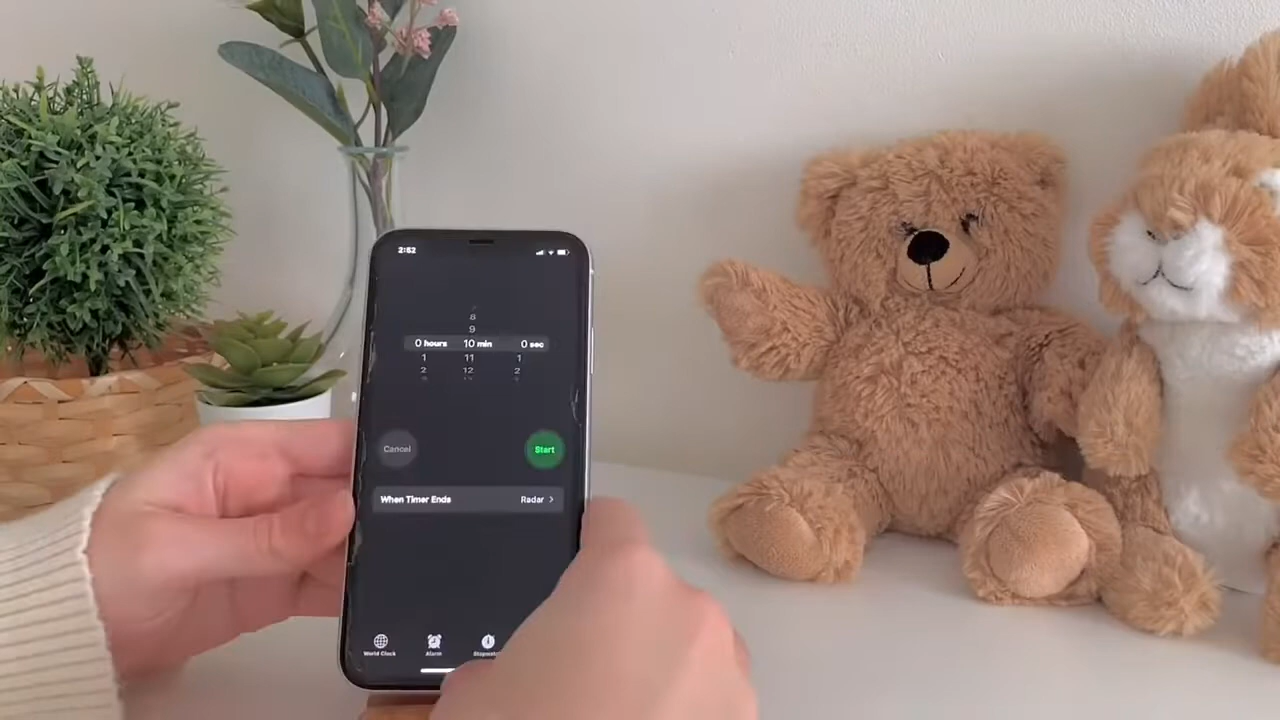 2:52
8
9
0 hours 10 min 0 sec
1 11 1
2 12 2
Cancel Start
When Timer Ends Radar
World Clock Alarm